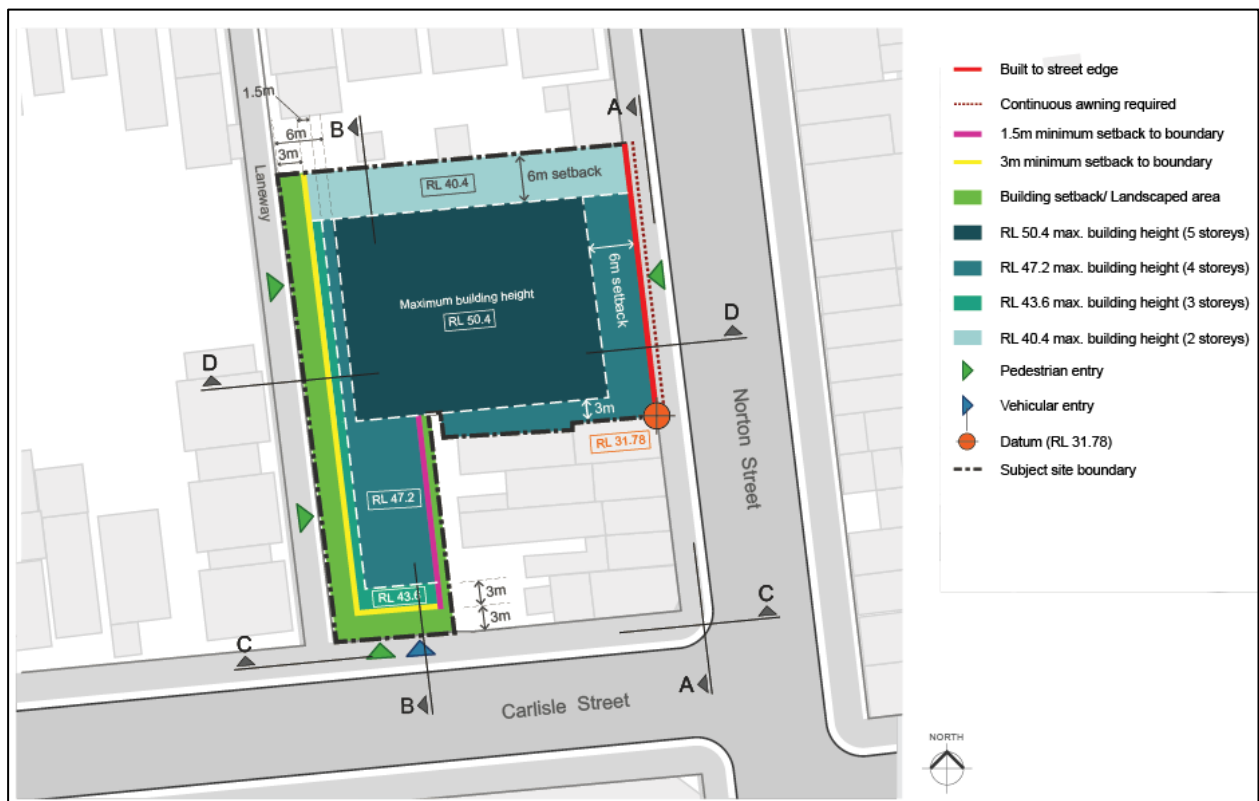 1.5m
6m
3m
B
A
Laneway
RL 40.4
6m setback
6m setback
Maximum building height
RL 50.4
D
D
3m
RL 31.78
Norton Street
RL 47.2
RL 43.6
3m
3m
C
C
B
A
Carlisle Street
Built to street edge
Continuous awning required
1.5m minimum setback to boundary
3m minimum setback to boundary
Building setback/ Landscaped area
RL 50.4 max. building height (5 storeys)
RL 47.2 max. building height (4 storeys)
RL 43.6 max. building height (3 storeys)
RL 40.4 max. building height (2 storeys)
Pedestrian entry
Vehicular entry
Datum (RL 31.78)
Subject site boundary
NORTH